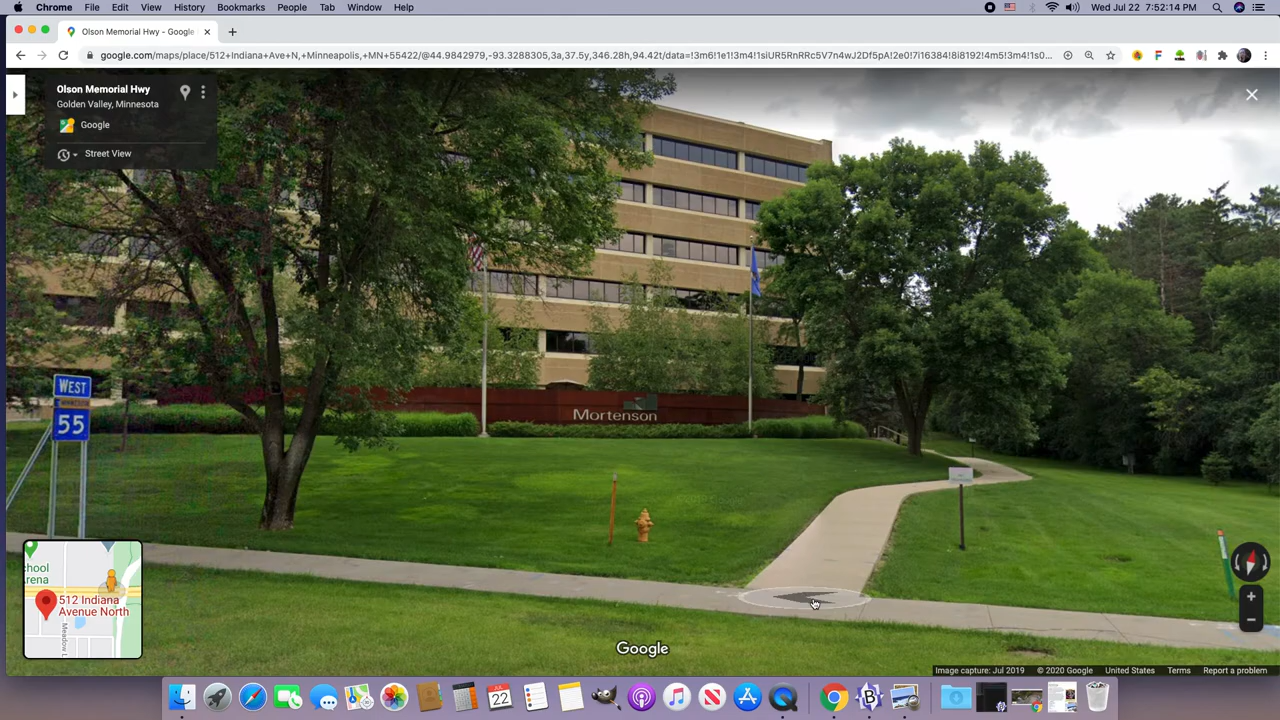 Chrome File Edit View History Bookmarks People Tab Window Help
Wed Jul 22 7:52:14 PM
Olson Memorial Hwy - Google
google.com/maps/place/512+Indiana+Ave+N,+Minneapolis,+MN+55422/@44.9842979,-93.3288305,3a,37.5y,346.28h,94.42t/data=!3m6!1e1!3m4!1siUR5RnRRc5V7n4wJ2Df5pA!2e0!7i16384!8i8192!4m5!3m4!1s0...
Olson Memorial Hwy
Golden Valley, Minnesota
Google
Street View
WEST
55
Mortenson
chool
Arena
512 Indiana
Avenue North
Meadow L
Google
Image capture: Jul 2019 © 2020 Google United States Terms Report a problem
JUL
22